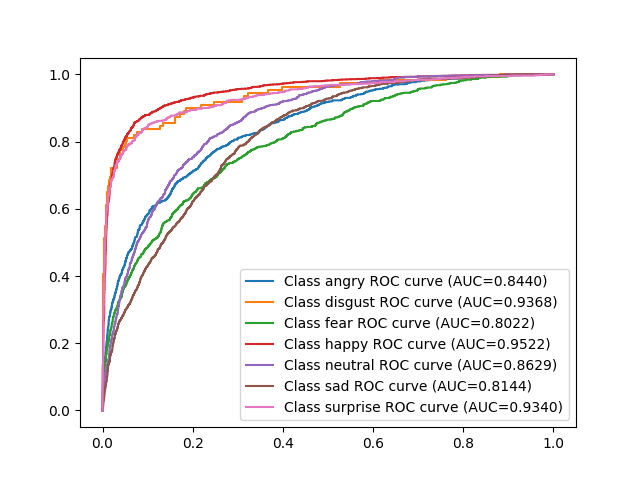 1.0
0.8
0.6
0.4
0.2
0.0
Class angry ROC curve (AUC=0.8440)
Class disgust ROC curve (AUC=0.9368)
Class fear ROC curve (AUC=0.8022)
Class happy ROC curve (AUC=0.9522)
Class neutral ROC curve (AUC=0.8629)
Class sad ROC curve (AUC=0.8144)
Class surprise ROC curve (AUC=0.9340)
0.0 0.2 0.4 0.6 0.8 1.0